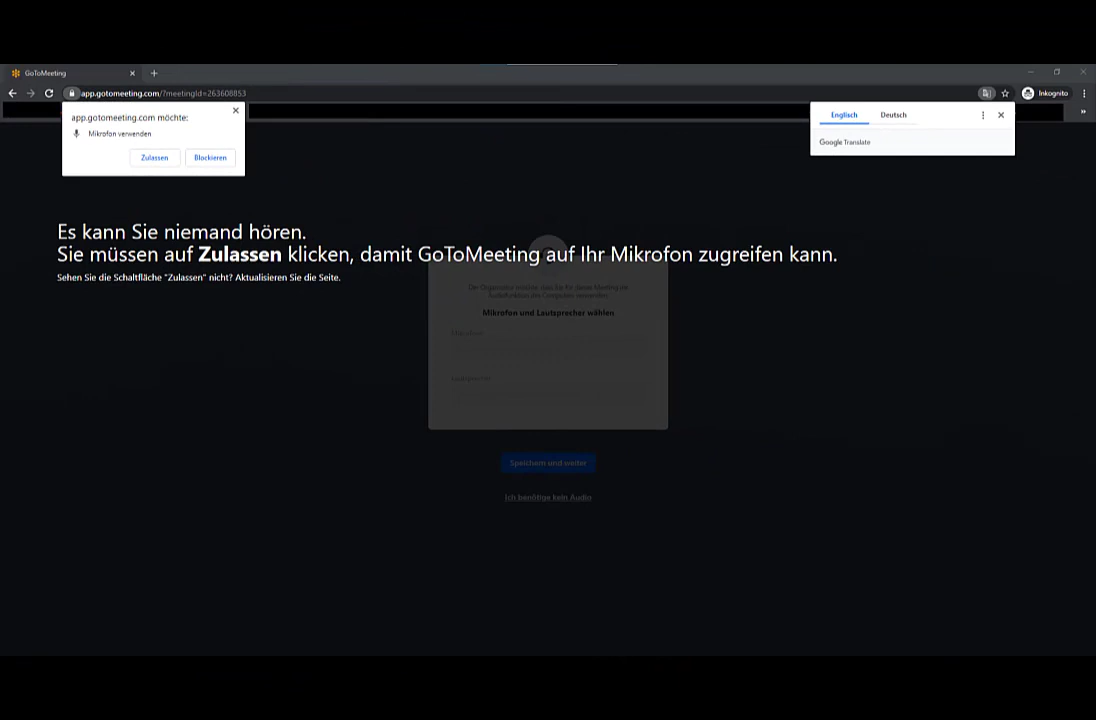 GoToMeeting
app.gotomeeting.com/?meetingId=263608853
Inkognito
app.gotomeeting.com möchte:
Mikrofon verwenden
Zulassen Blockieren
Englisch Deutsch
Google Translate
Es kann Sie niemand hören.
Sie müssen auf Zulassen klicken, damit GoToMeeting auf Ihr Mikrofon zugreifen kann.
Sehen Sie die Schaltfläche "Zulassen" nicht? Aktualisieren Sie die Seite.
Mikrofon und Lautsprecher wählen
Speichern und weiter
Ich benötige kein Audio